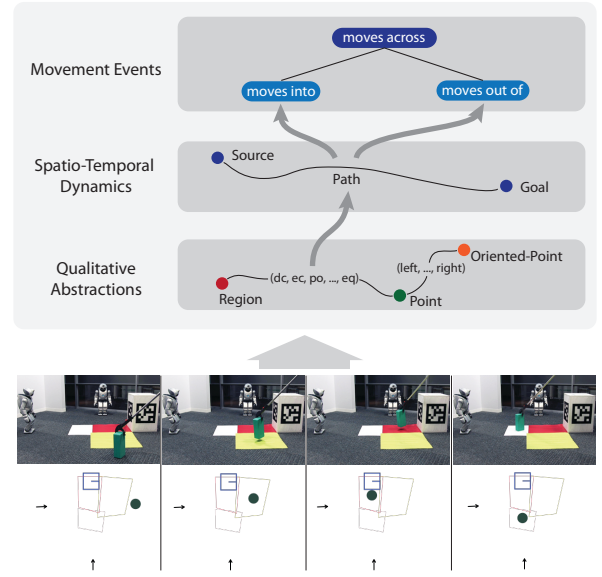 moves across
Movement Events
moves into
moves out of
Source
Spatio-Temporal
Dynamics
Path
Goal
Oriented-Point
(left, ..., right)
Qualitative
Abstractions
(dc, ec, po, ..., eq)
Region
Point